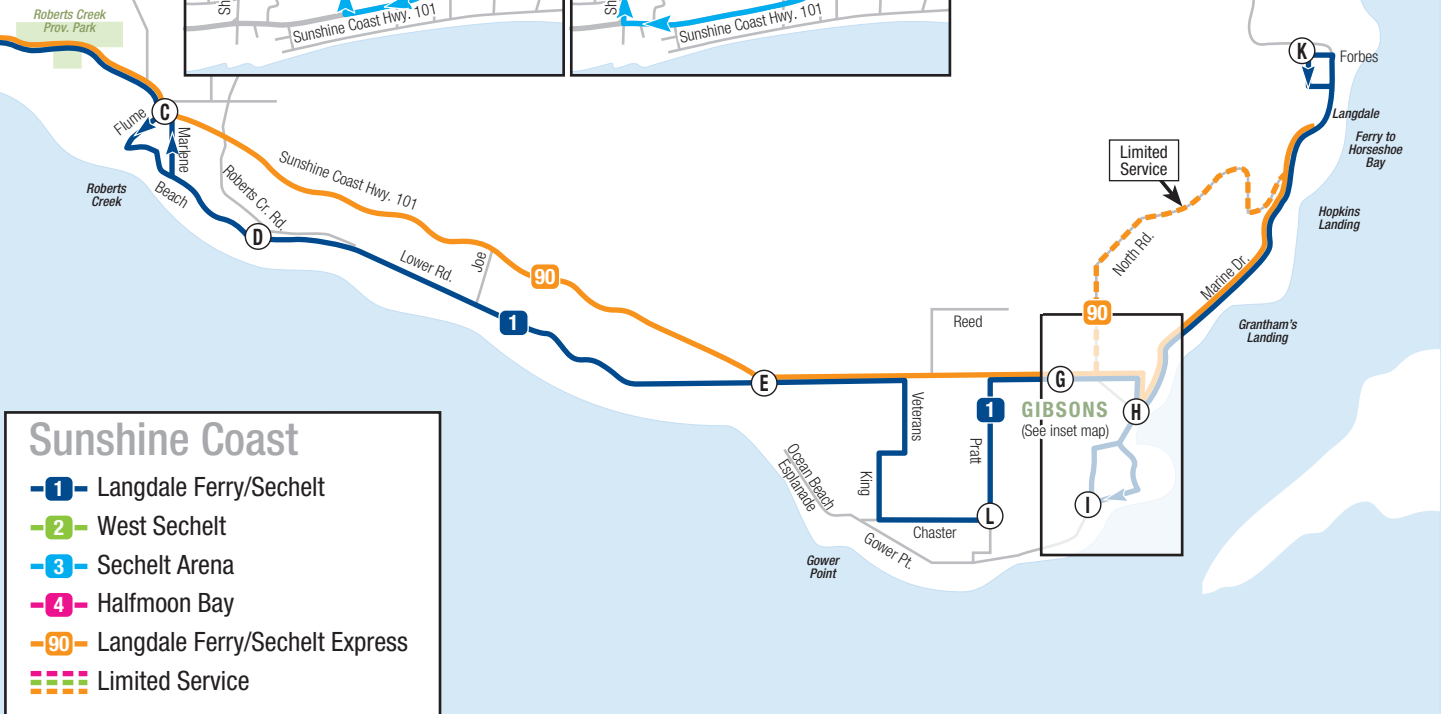 Roberts Creek
Prov. Park
Sh
Sunshine Coast Hwy. 101
Sh
Sunshine Coast Hwy. 101
K
Forbes
Langdale
Ferry to
Horseshoe
Bay
Limited
Service
Hopkins
Landing
North Rd.
Marine Dr.
90
Grantham's
Landing
C
Flume
Marlene
Roberts
Creek
Beach
Roberts Cr. Rd.
D
Sunshine Coast Hwy. 101
Lower Rd.
Joe
90
1
Reed
E
G
GIBSONS
(See inset map)
H
I
Veterans
1
Pratt
King
L
Chaster
Ocean Beach
Esplanade
Gower Pt.
Gower
Point
Sunshine Coast
1 Langdale Ferry/Sechelt
2 West Sechelt
3 Sechelt Arena
4 Halfmoon Bay
90 Langdale Ferry/Sechelt Express
Limited Service